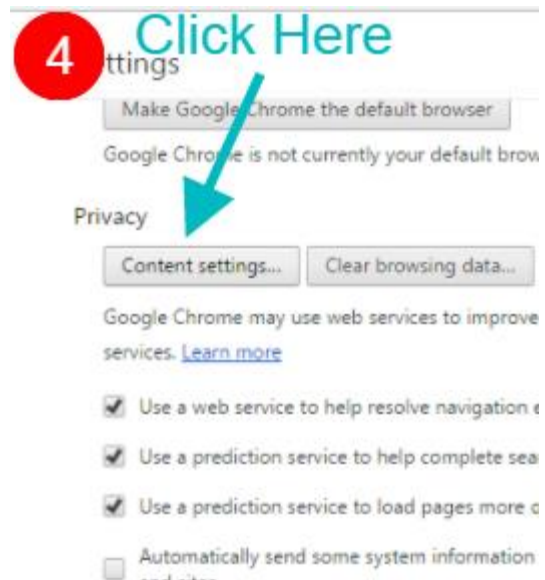 4 Click Here
ttings
Make Google Chrome the default browser
Google Chrome is not currently your default brow
Privacy
Content settings... Clear browsing data...
Google Chrome may use web services to improve
services. Learn more
Use a web service to help resolve navigation e
Use a prediction service to help complete sea
Use a prediction service to load pages more q
Automatically send some system information
and sites